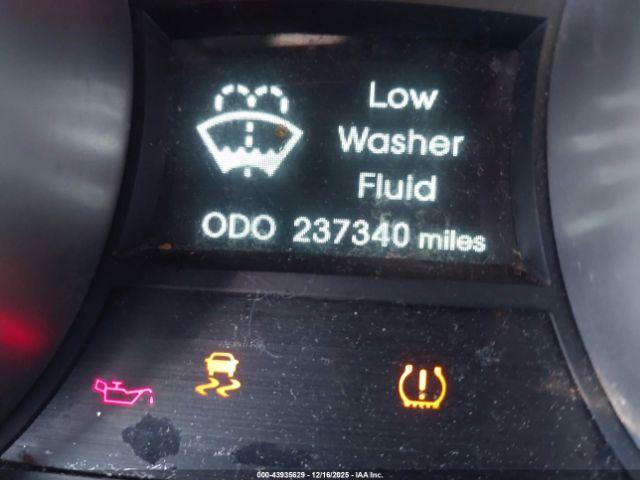 Low
Washer
Fluid
ODO 237340 miles
000-43935629 - 12/16/2025 - IAA Inc.